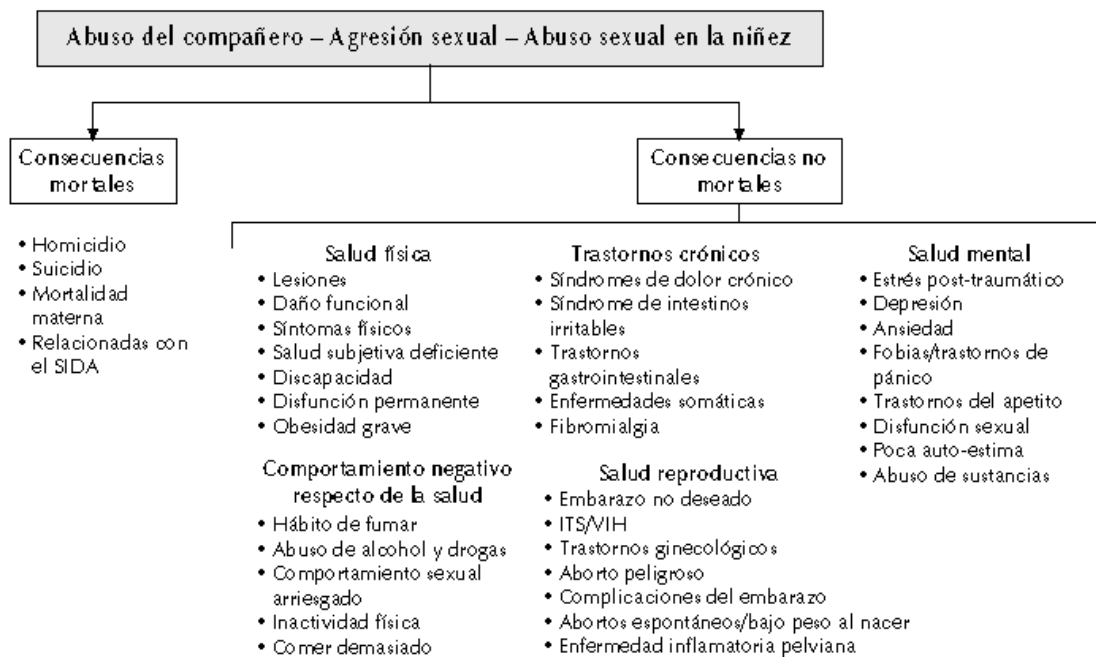 Abuso del compañero – Agresión sexual – Abuso sexual en la niñez
Consecuencias
mortales
• Homicidio
• Suicidio
• Mortalidad
materna
• Relacionadas con
el SIDA
Consecuencias no
mortales
Salud física
• Lesiones
• Daño funcional
• Síntomas físicos
• Salud subjetiva deficiente
• Discapacidad
• Disfunción permanente
• Obesidad grave
Trastornos crónicos
• Síndromes de dolor crónico
• Síndrome de intestinos
irritables
• Trastornos
gastrointestinales
• Enfermedades somáticas
• Fibromialgia
Salud mental
• Estrés post-traumático
• Depresión
• Ansiedad
• Fobias/trastornos de
pánico
• Trastornos del apetito
• Disfunción sexual
• Poca auto-estima
• Abuso de sustancias
Comportamiento negativo
respecto de la salud
• Hábito de fumar
• Abuso de alcohol y drogas
• Comportamiento sexual
arriesgado
• Inactividad física
• Comer demasiado
Salud reproductiva
• Embarazo no deseado
• ITS/VIH
• Trastornos ginecológicos
• Aborto peligroso
• Complicaciones del embarazo
• Abortos espontáneos/bajo peso al nacer
• Enfermedad inflamatoria pelviana